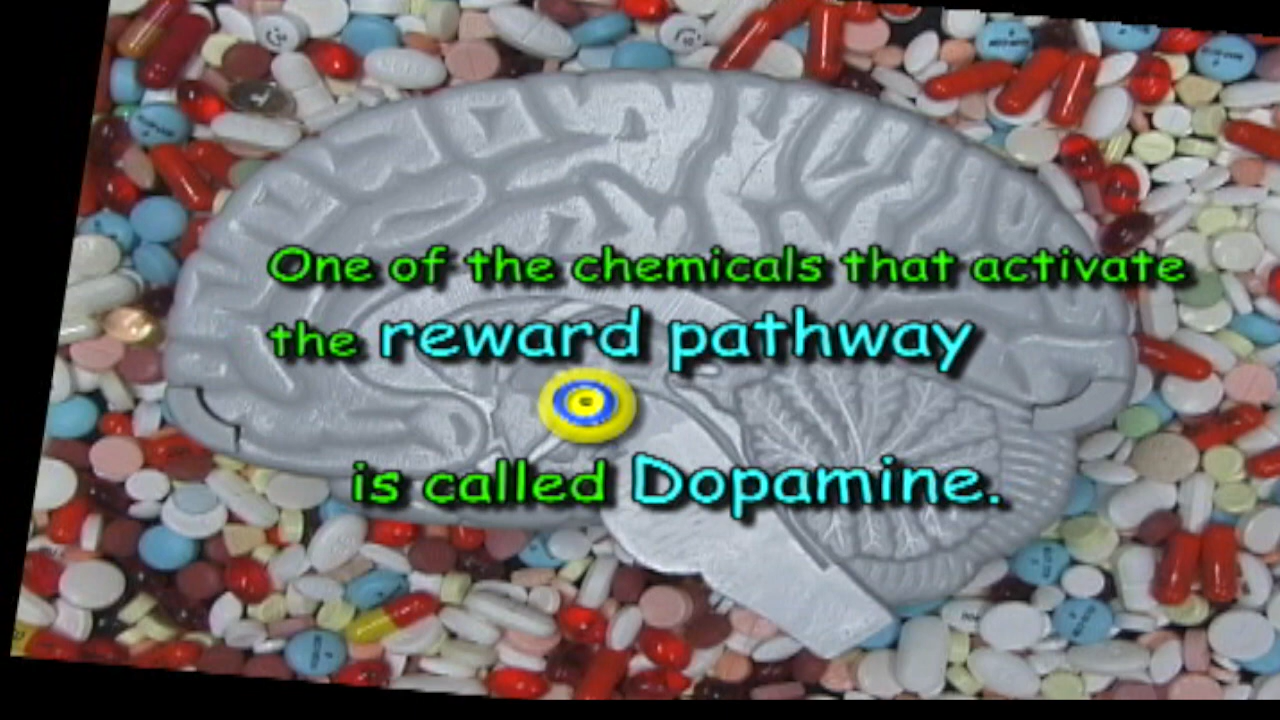 One of the chemicals that activate
the reward pathway
is called Dopamine.